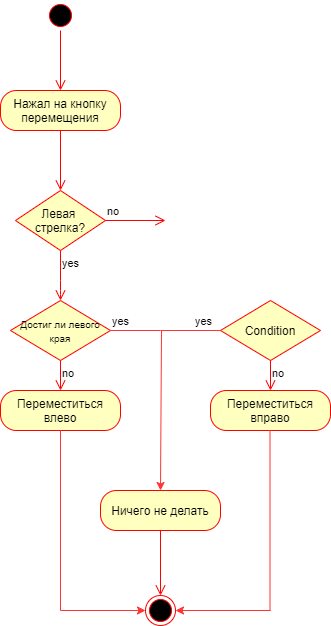 Нажал на кнопку
перемещения
Левая
стрелка?
no
yes
Достиг ли левого
края
yes
yes
Condition
no
no
Переместиться
влево
Переместиться
вправо
Ничего не делать